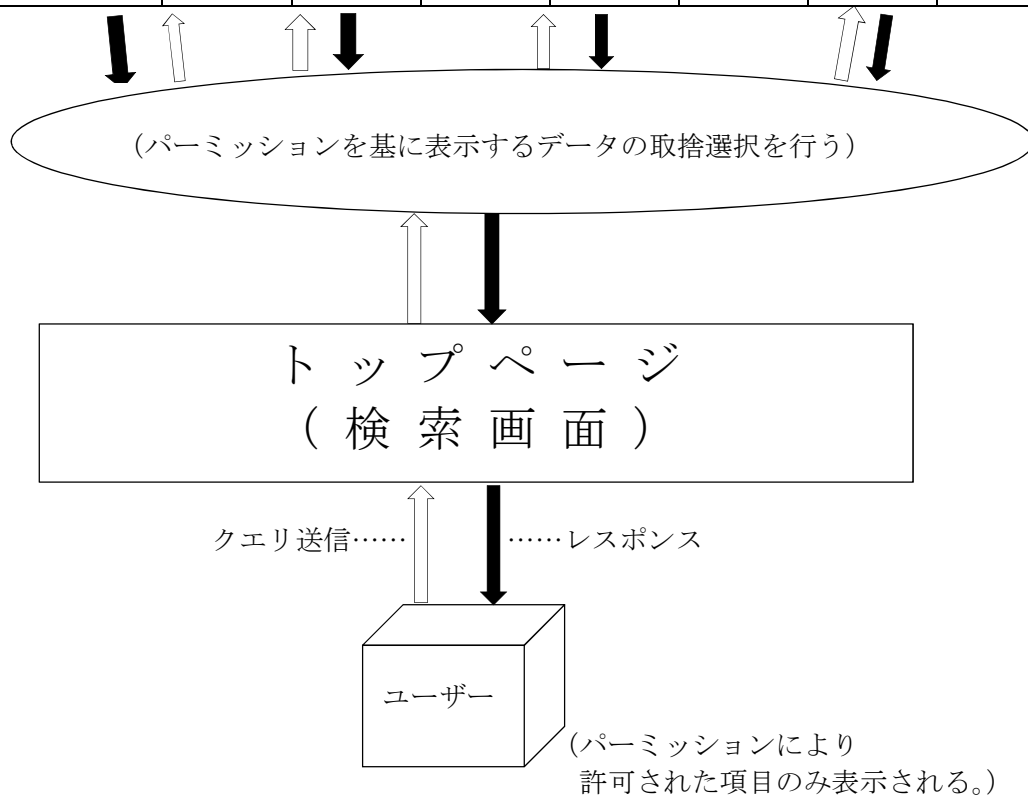 (パーミッションを基に表示するデータの取捨選択を行う)
トップページ
(検索画面)
クエリ送信…… ……レスポンス
ユーザー
(パーミッションにより
許可された項目のみ表示される。)